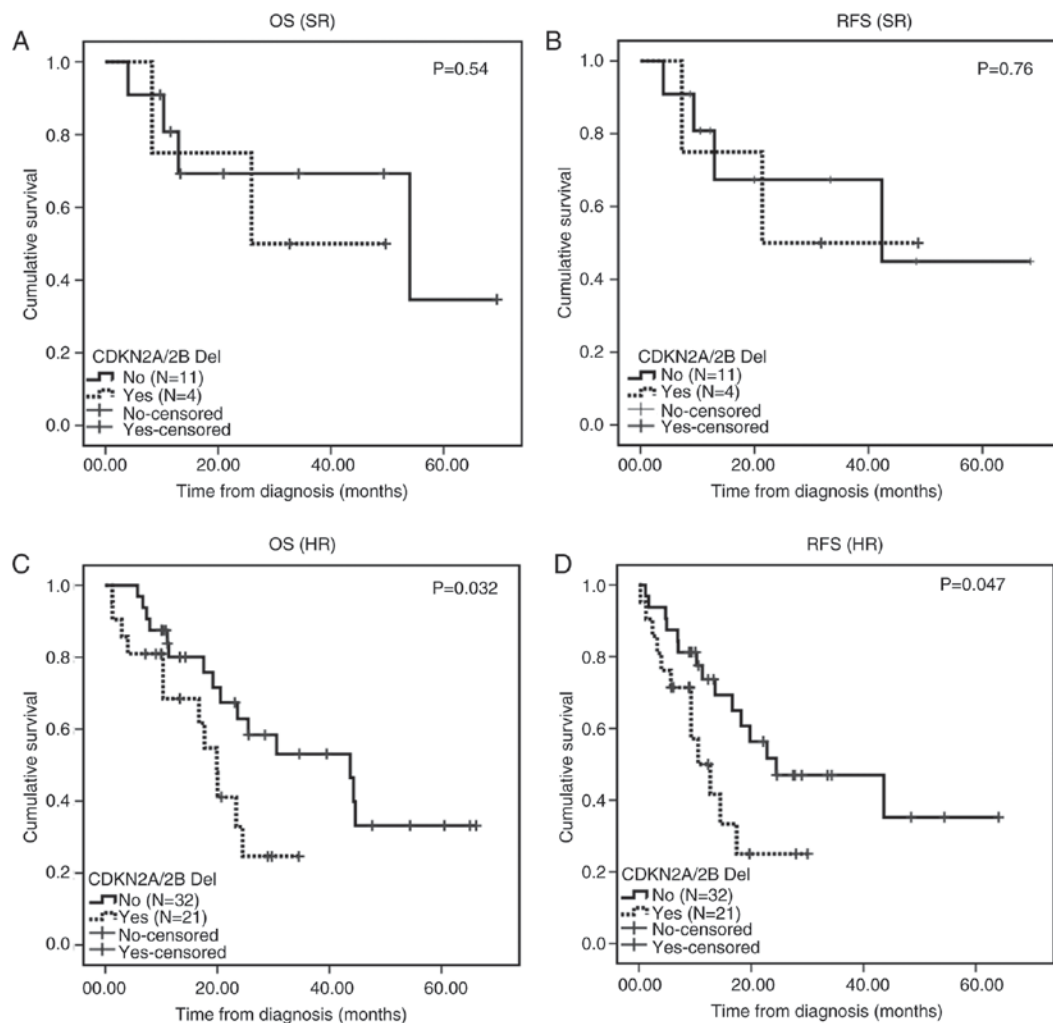 A
OS (SR)
P=0.54
Cumulative survival
1.0
0.8
0.6
0.4
0.2
0.0
CDKN2A/2B Del
No (N=11)
Yes (N=4)
No-censored
Yes-censored
00.00 20.00 40.00 60.00
Time from diagnosis (months)
B
RFS (SR)
P=0.76
Cumulative survival
1.0
0.8
0.6
0.4
0.2
0.0
CDKN2A/2B Del
No (N=11)
Yes (N=4)
No-censored
Yes-censored
00.00 20.00 40.00 60.00
Time from diagnosis (months)
C
OS (HR)
P=0.032
Cumulative survival
1.0
0.8
0.6
0.4
0.2
0.0
CDKN2A/2B Del
No (N=32)
Yes (N=21)
No-censored
Yes-censored
00.00 20.00 40.00 60.00
Time from diagnosis (months)
D
RFS (HR)
P=0.047
Cumulative survival
1.0
0.8
0.6
0.4
0.2
0.0
CDKN2A/2B Del
No (N=32)
Yes (N=21)
No-censored
Yes-censored
00.00 20.00 40.00 60.00
Time from diagnosis (months)